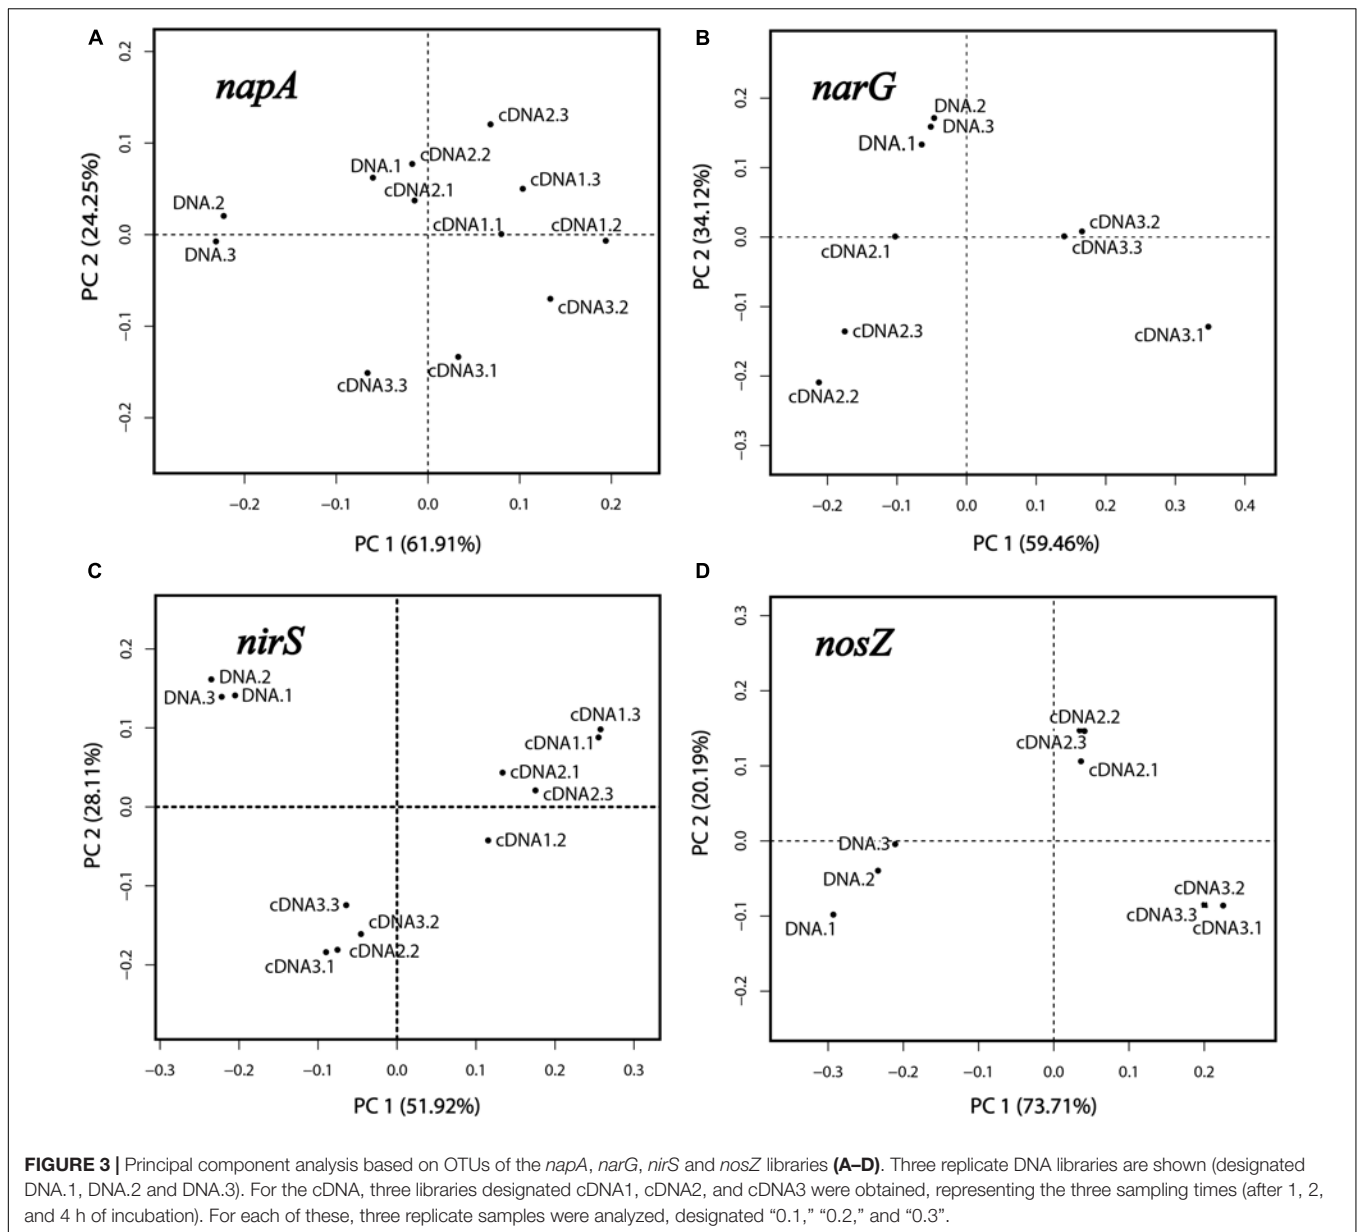 A
napA
PC 2 (24.25%)
0.2
0.1
0.0
−0.1
−0.2
cDNA2.3
cDNA2.2
DNA.1
cDNA2.1
cDNA1.3
DNA.2
cDNA1.1
cDNA1.2
DNA.3
cDNA3.2
cDNA3.1
cDNA3.3
−0.2
−0.1
0.0
0.1
0.2
PC 1 (61.91%)
B
narG
PC 2 (34.12%)
0.2
0.1
0.0
−0.1
−0.2
−0.3
DNA.2
DNA.3
DNA.1
cDNA3.2
cDNA2.1
cDNA3.3
cDNA2.3
cDNA3.1
cDNA2.2
−0.2
−0.1
0.0
0.1
0.2
0.3
0.4
PC 1 (59.46%)
C
nirS
PC 2 (28.11%)
0.2
0.1
0.0
−0.1
−0.2
DNA.2
DNA.3
DNA.1
cDNA1.3
cDNA1.1
cDNA2.1
cDNA2.3
cDNA1.2
cDNA3.3
cDNA3.2
cDNA2.2
cDNA3.1
−0.3
−0.2
−0.1
0.0
0.1
0.2
0.3
PC 1 (51.92%)
D
nosZ
PC 2 (20.19%)
0.3
0.2
0.1
0.0
−0.1
−0.2
cDNA2.2
cDNA2.3
cDNA2.1
DNA.3
DNA.2
DNA.1
cDNA3.2
cDNA3.3
cDNA3.1
−0.3
−0.2
−0.1
0.0
0.1
0.2
PC 1 (73.71%)
FIGURE 3 | Principal component analysis based on OTUs of the napA, narG, nirS and nosZ libraries (A–D). Three replicate DNA libraries are shown (designated
DNA.1, DNA.2 and DNA.3). For the cDNA, three libraries designated cDNA1, cDNA2, and cDNA3 were obtained, representing the three sampling times (after 1, 2,
and 4 h of incubation). For each of these, three replicate samples were analyzed, designated “0.1,” “0.2,” and “0.3”.